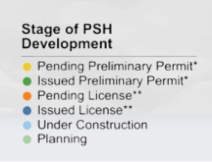 Stage of PSH
Development
Pending Preliminary Permit*
Issued Preliminary Permit*
Pending License**
Issued License**
Under Construction
Planning